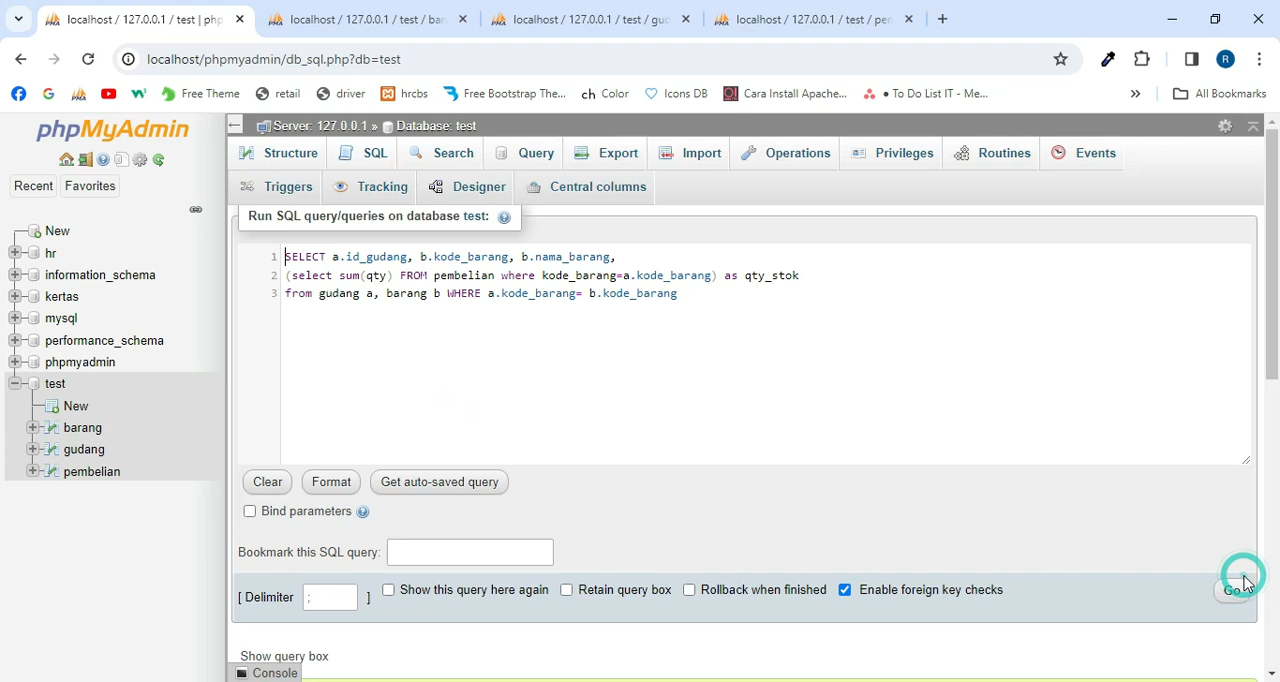 localhost / 127.0.0.1 / test | php
localhost / 127.0.0.1 / test / bar
localhost / 127.0.0.1 / test / gud
localhost / 127.0.0.1 / test / pem
localhost/phpmyadmin/db_sql.php?db=test
R
Free Theme
retail
driver
hrcbs
Free Bootstrap The...
ch Color
Icons DB
Cara Install Apache...
• To Do List IT - Me...
»
All Bookmarks
phpMyAdmin
Recent
Favorites
New
hr
information_schema
kertas
mysql
performance_schema
phpmyadmin
test
New
barang
gudang
pembelian
Server: 127.0.0.1 » Database: test
Structure
SQL
Search
Query
Export
Import
Operations
Privileges
Routines
Events
Triggers
Tracking
Designer
Central columns
Run SQL query/queries on database test:
1 SELECT a.id_gudang, b.kode_barang, b.nama_barang,
2 (select sum(qty) FROM pembelian where kode_barang=a.kode_barang) as qty_stok
3 from gudang a, barang b WHERE a.kode_barang= b.kode_barang
Clear
Format
Get auto-saved query
Bind parameters
Bookmark this SQL query:
[ Delimiter ; ]
Show this query here again
Retain query box
Rollback when finished
Enable foreign key checks
Go
Show query box
Console